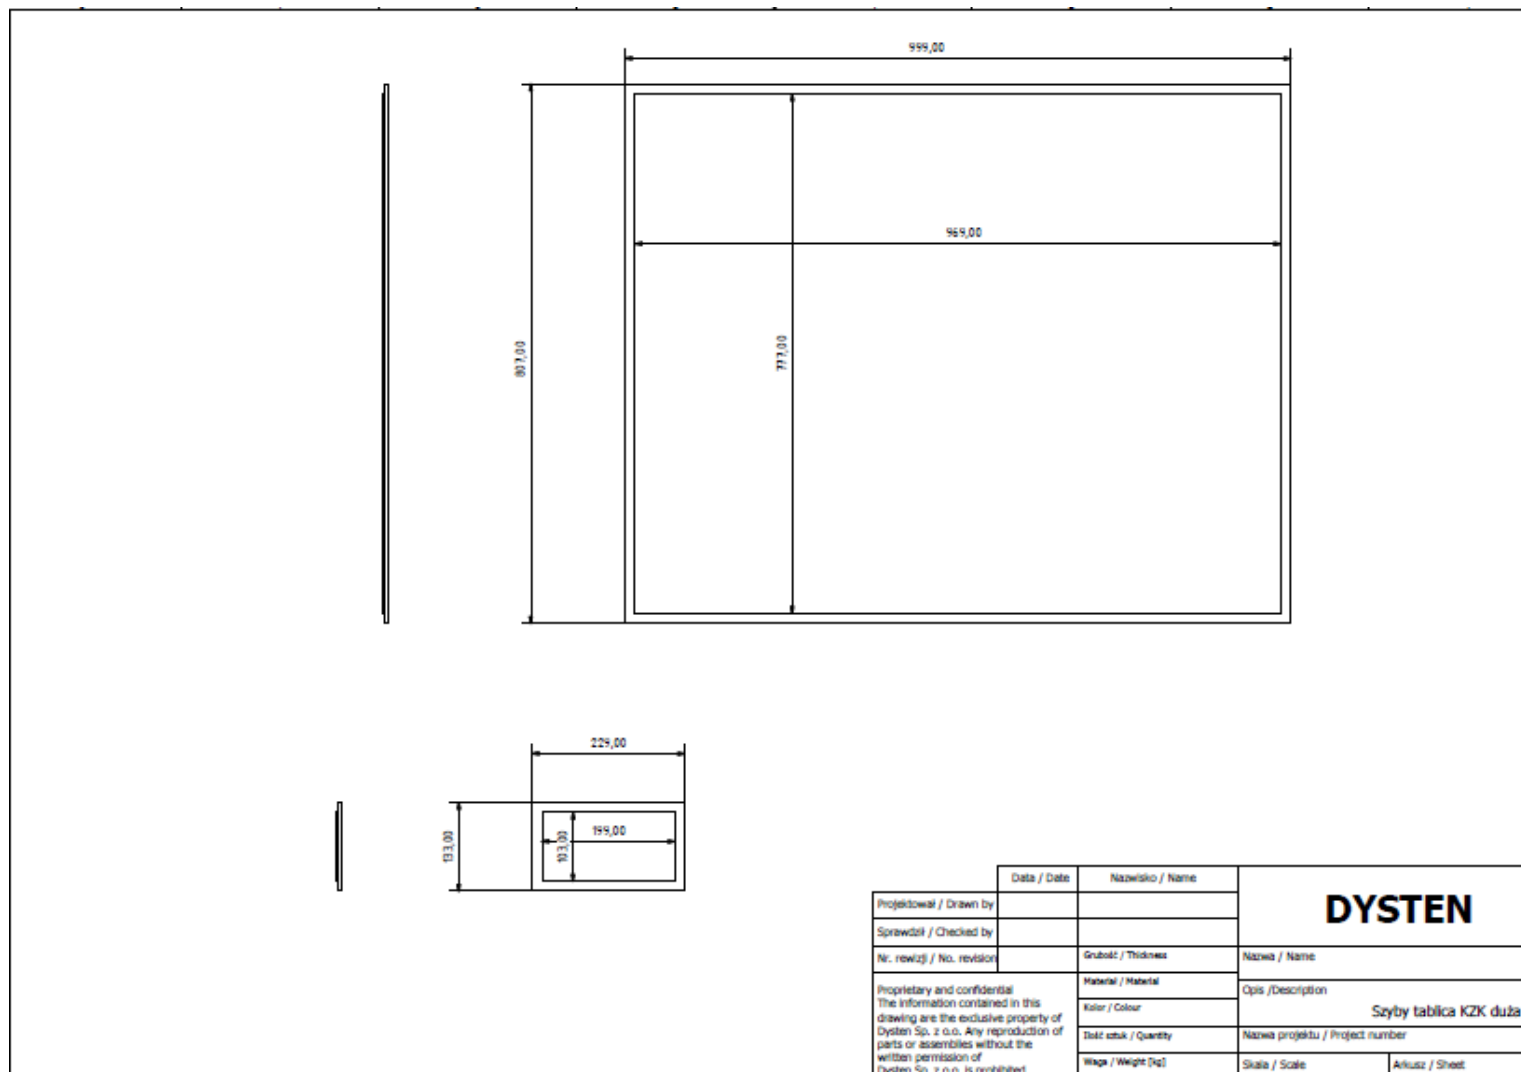 999,00
969,00
807,00
777,00
229,00
199,00
103,00
133,00
Data / Date
Nazwisko / Name
DYSTEN
Projektował / Drawn by
Sprawdził / Checked by
Nr. rewizji / No. revision
Grubość / Thickness
Nazwa / Name
Materiał / Material
Opis /Description
Szyby tablica KZK duża
Kolor / Colour
Ilość sztuk / Quantity
Nazwa projektu / Project number
Waga / Weight [kg]
Skala / Scale
Arkusz / Sheet
Proprietary and confidential
The information contained in this
drawing are the exclusive property of
Dysten Sp. z o.o. Any reproduction of
parts or assemblies without the
written permission of
Dysten Sp. z o.o. is prohibited